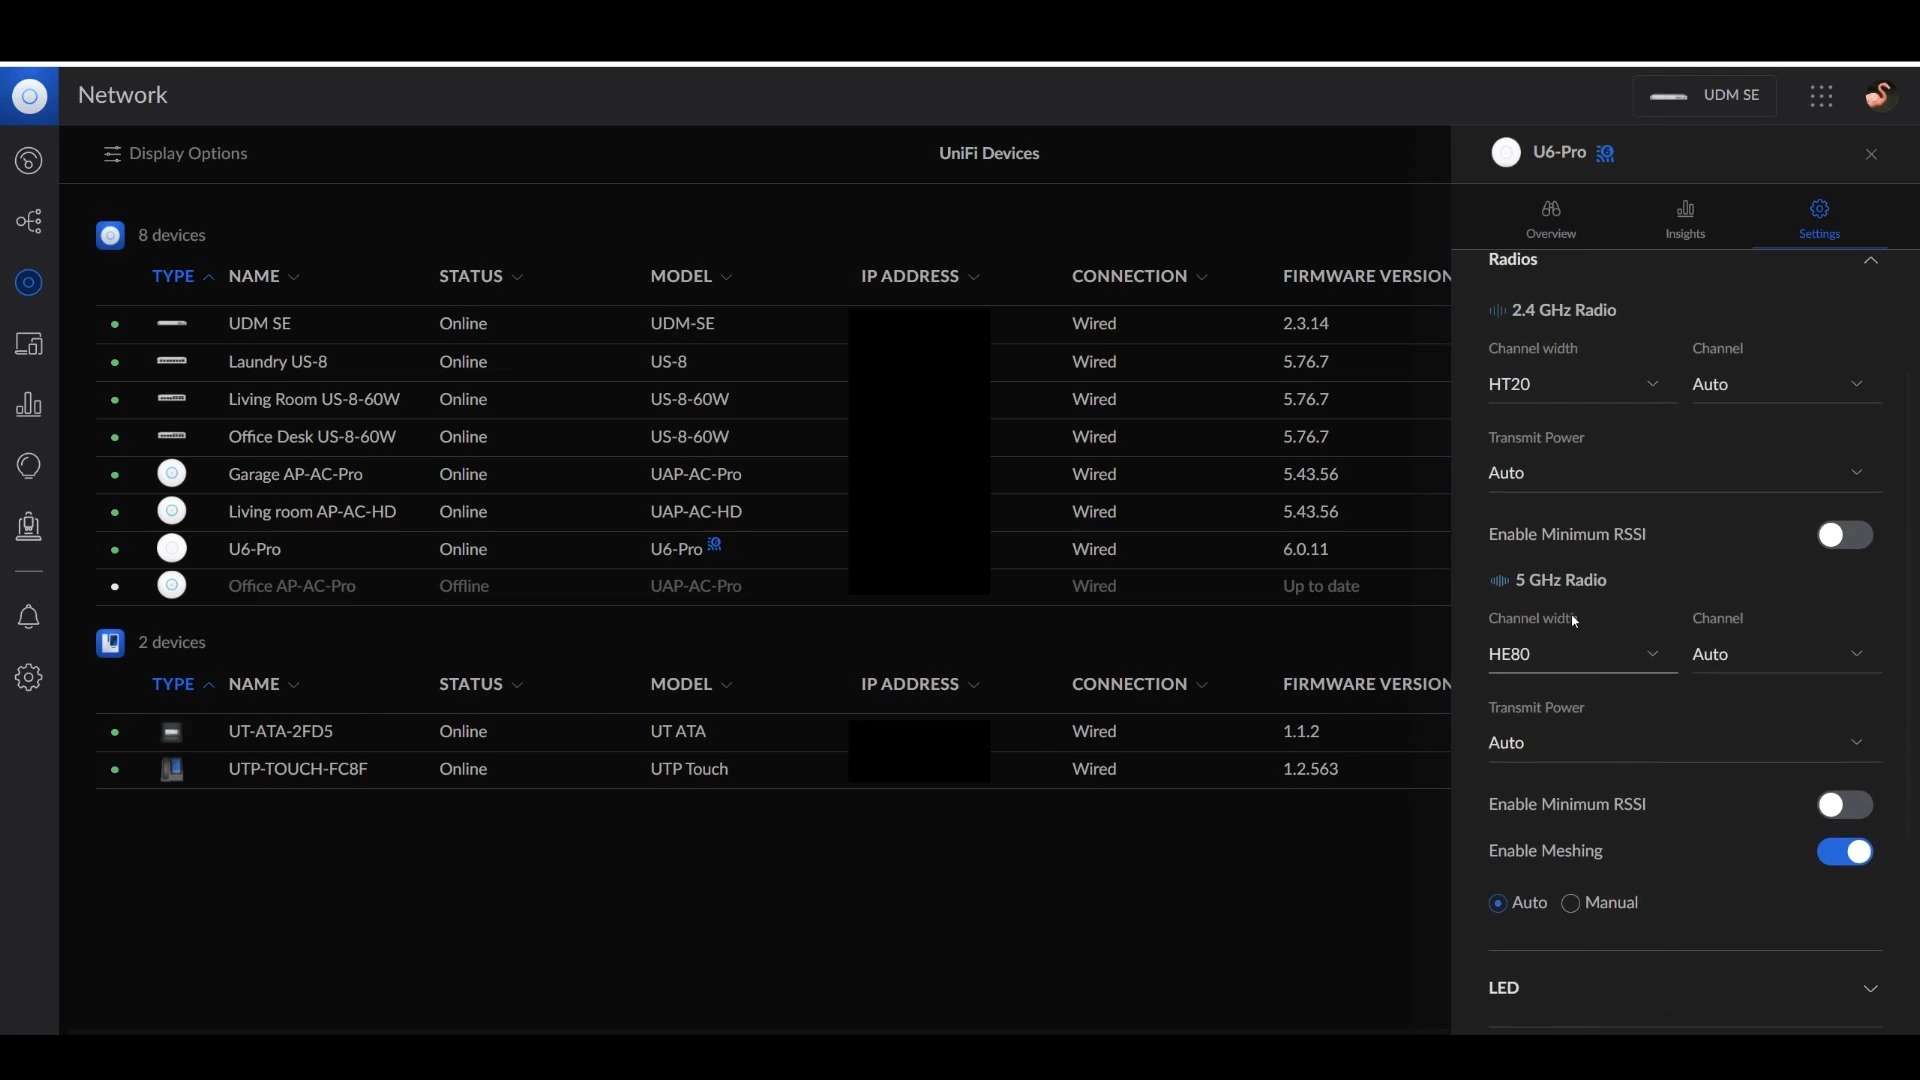 Network
UDM SE
Display Options
UniFi Devices
8 devices
TYPE NAME STATUS MODEL IP ADDRESS CONNECTION FIRMWARE VERSION
UDM SE Online UDM-SE Wired 2.3.14
Laundry US-8 Online US-8 Wired 5.76.7
Living Room US-8-60W Online US-8-60W Wired 5.76.7
Office Desk US-8-60W Online US-8-60W Wired 5.76.7
Garage AP-AC-Pro Online UAP-AC-Pro Wired 5.43.56
Living room AP-AC-HD Online UAP-AC-HD Wired 5.43.56
U6-Pro Online U6-Pro Wired 6.0.11
Office AP-AC-Pro Offline UAP-AC-Pro Wired Up to date
2 devices
TYPE NAME STATUS MODEL IP ADDRESS CONNECTION FIRMWARE VERSION
UT-ATA-2FD5 Online UT ATA Wired 1.1.2
UTP-TOUCH-FC8F Online UTP Touch Wired 1.2.563
U6-Pro
Overview Insights Settings
Radios
2.4 GHz Radio
Channel width Channel
HT20 Auto
Transmit Power
Auto
Enable Minimum RSSI
5 GHz Radio
Channel width Channel
HE80 Auto
Transmit Power
Auto
Enable Minimum RSSI
Enable Meshing
Auto Manual
LED